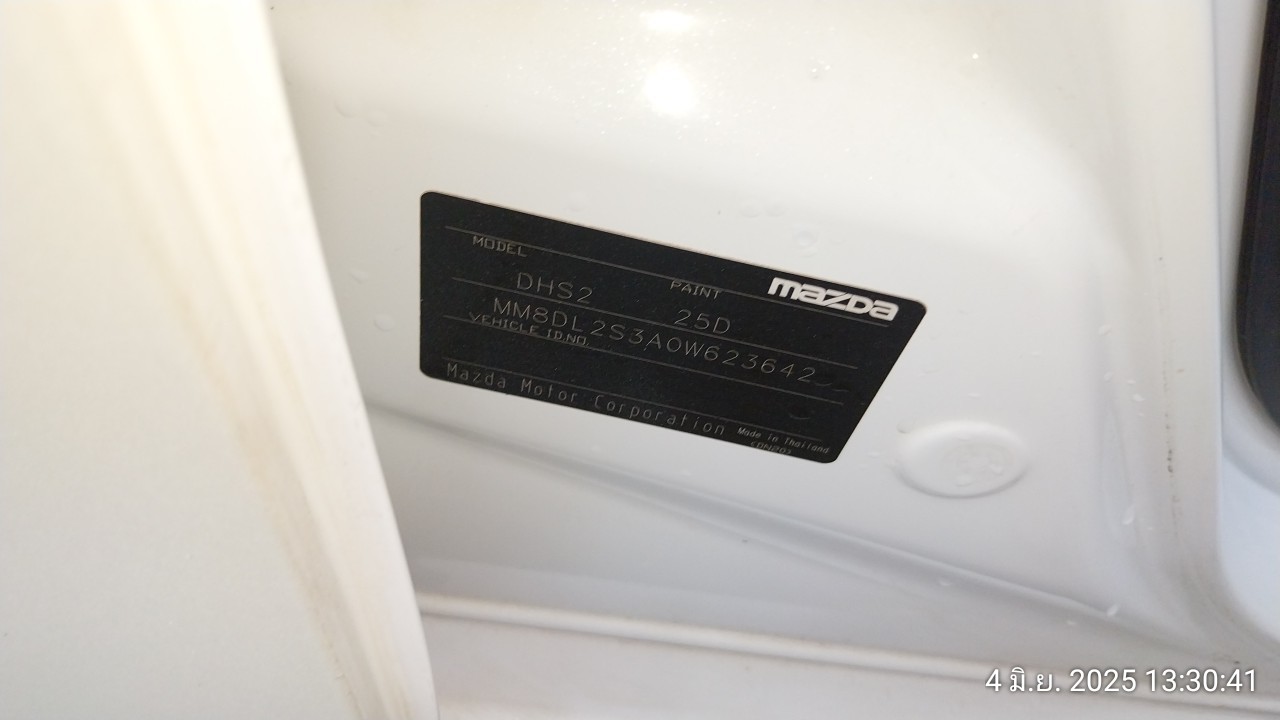 MODEL
PAINT
mazda
DHS2
25D
MM8DL2S3A0W623642
VEHICLE ID.NO.
Mazda Motor Corporation
Made in Thailand
4 มิ.ย. 2025 13:30:41